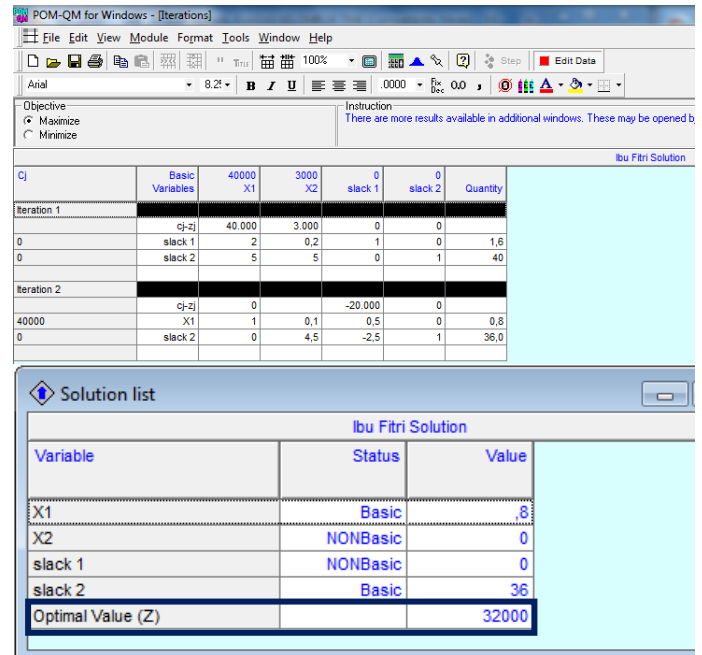 POM-QM for Windows - [Iterations]
File Edit View Module Format Tools Window Help
100% Step Edit Data
Arial 8.2! B I U .0000 Fix Dec 0.0 ,
Objective
Maximize
Minimize
Instruction
There are more results available in additional windows. These may be opened b
Ibu Fitri Solution
Cj Basic Variables 40000 X1 3000 X2 0 slack 1 0 slack 2 Quantity
Iteration 1
cj-zj 40.000 3.000 0 0
0 slack 1 2 0,2 1 0 1,6
0 slack 2 5 5 0 1 40
Iteration 2
cj-zj 0 -20.000 0
40000 X1 1 0,1 0,5 0 0,8
0 slack 2 0 4,5 -2,5 1 36,0
Solution list
Ibu Fitri Solution
Variable Status Value
X1 Basic ,8
X2 NONBasic 0
slack 1 NONBasic 0
slack 2 Basic 36
Optimal Value (Z) 32000